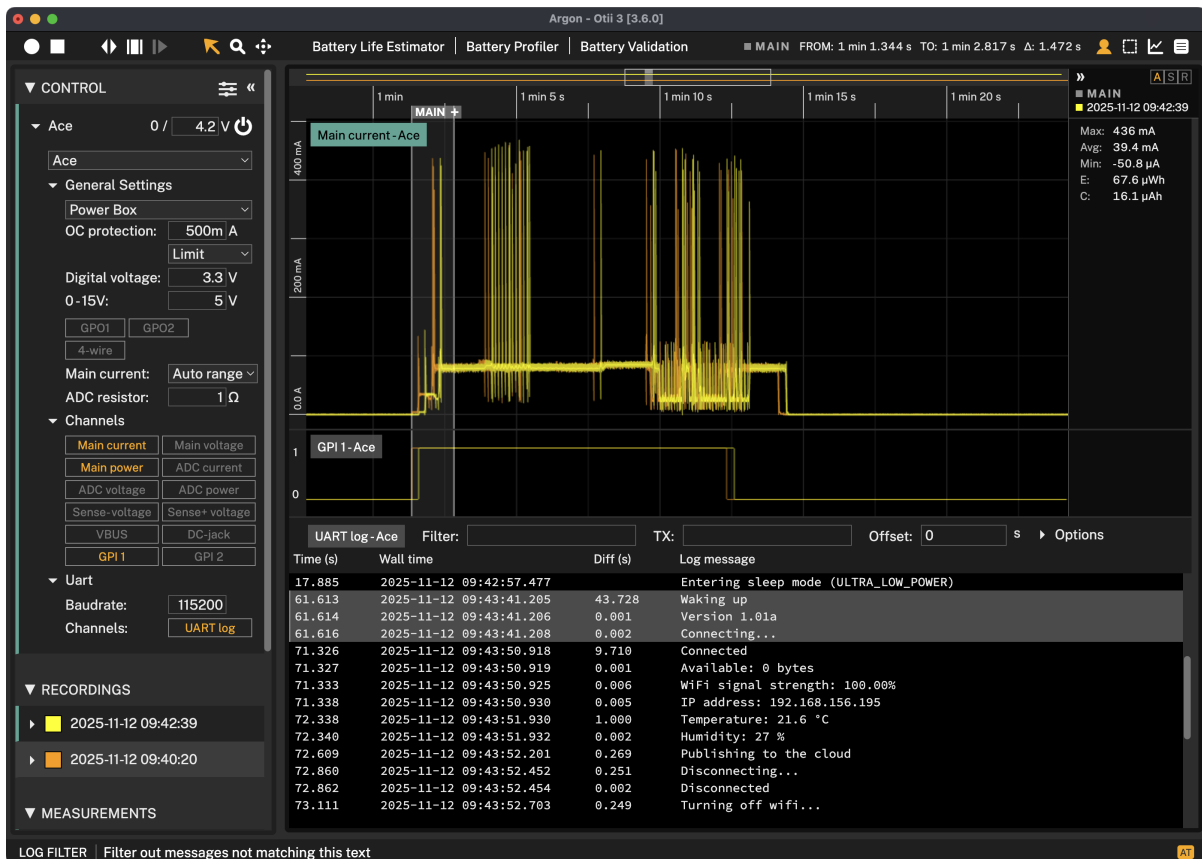 Argon - Otii 3 [3.6.0]
Battery Life Estimator | Battery Profiler | Battery Validation
MAIN FROM: 1 min 1.344 s TO: 1 min 2.817 s Δ: 1.472 s
▼ CONTROL «
Ace 0 / 4.2 V
Ace
General Settings
Power Box
OC protection: 500m A
Limit
Digital voltage: 3.3 V
0-15V: 5 V
GPO1 GPO2
4-wire
Main current: Auto range
ADC resistor: 1 Ω
Channels
Main current Main voltage
Main power ADC current
ADC voltage ADC power
Sense-voltage Sense+ voltage
VBUS DC-jack
GPI 1 GPI 2
Uart
Baudrate: 115200
Channels: UART log
▼ RECORDINGS
2025-11-12 09:42:39
2025-11-12 09:40:20
▼ MEASUREMENTS
1 min 1 min 5 s 1 min 10 s 1 min 15 s 1 min 20 s
MAIN +
Main current - Ace
400 mA
200 mA
0.0 A
GPI 1 - Ace
1
0
» A S R
MAIN
2025-11-12 09:42:39
Max: 436 mA
Avg: 39.4 mA
Min: -50.8 µA
E: 67.6 µWh
C: 16.1 µAh
UART log - Ace Filter: TX: Offset: 0 s Options
Time (s) Wall time Diff (s) Log message
17.885 2025-11-12 09:42:57.477 Entering sleep mode (ULTRA_LOW_POWER)
61.613 2025-11-12 09:43:41.205 43.728 Waking up
61.614 2025-11-12 09:43:41.206 0.001 Version 1.01a
61.616 2025-11-12 09:43:41.208 0.002 Connecting...
71.326 2025-11-12 09:43:50.918 9.710 Connected
71.327 2025-11-12 09:43:50.919 0.001 Available: 0 bytes
71.333 2025-11-12 09:43:50.925 0.006 WiFi signal strength: 100.00%
71.338 2025-11-12 09:43:50.930 0.005 IP address: 192.168.156.195
72.338 2025-11-12 09:43:51.930 1.000 Temperature: 21.6 °C
72.340 2025-11-12 09:43:51.932 0.002 Humidity: 27 %
72.609 2025-11-12 09:43:52.201 0.269 Publishing to the cloud
72.860 2025-11-12 09:43:52.452 0.251 Disconnecting...
72.862 2025-11-12 09:43:52.454 0.002 Disconnected
73.111 2025-11-12 09:43:52.703 0.249 Turning off wifi...
LOG FILTER | Filter out messages not matching this text
AT